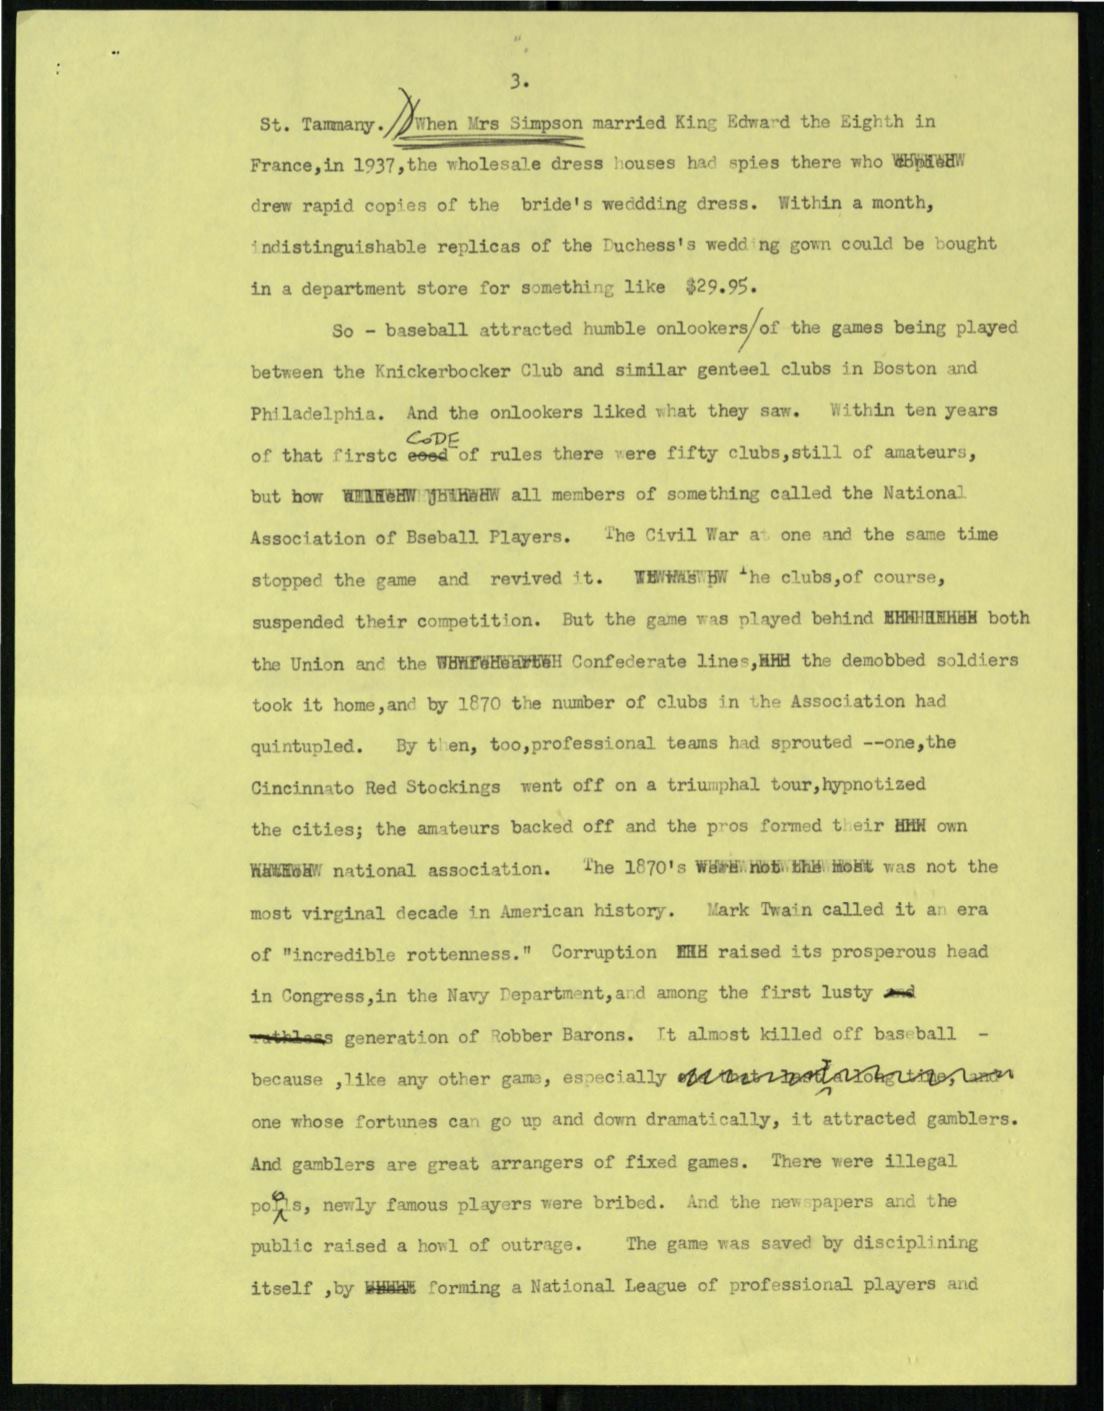 3.
St. Tammany. When Mrs Simpson married King Edward the Eighth in
France,in 1937,the wholesale dress houses had spies there who
drew rapid copies of the bride's weddding dress. Within a month,
indistinguishable replicas of the Duchess's wedding gown could be bought
in a department store for something like $29.95.
So - baseball attracted humble onlookers/of the games being played
between the Knickerbocker Club and similar genteel clubs in Boston and
Philadelphia. And the onlookers liked what they saw. Within ten years
CODE
of that firstc eoed of rules there were fifty clubs,still of amateurs,
but how all members of something called the National
Association of Bseball Players. The Civil War at one and the same time
stopped the game and revived it. The clubs,of course,
suspended their competition. But the game was played behind both
the Union and the Confederate lines, the demobbed soldiers
took it home,and by 1870 the number of clubs in the Association had
quintupled. By then, too,professional teams had sprouted --one,the
Cincinnato Red Stockings went off on a triumphal tour,hypnotized
the cities; the amateurs backed off and the pros formed their own
national association. The 1870's were not the most was not the
most virginal decade in American history. Mark Twain called it an era
of "incredible rottenness." Corruption raised its prosperous head
in Congress,in the Navy Department,and among the first lusty and
ruthless generation of Robber Barons. It almost killed off baseball -
because ,like any other game, especially
one whose fortunes can go up and down dramatically, it attracted gamblers.
And gamblers are great arrangers of fixed games. There were illegal
pools, newly famous players were bribed. And the newspapers and the
public raised a howl of outrage. The game was saved by disciplining
itself ,by forming a National League of professional players and